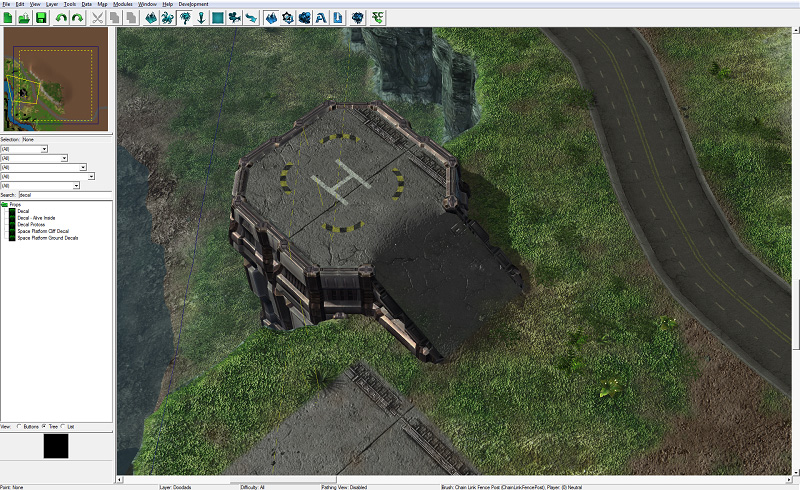 File Edit View Layer Tools Data Map Modules Window Help Development
Selection: None
(All)
(All)
(All)
(All)
Search: decal
Props
Decal
Decal - Alive Inside
Decal Protoss
Space Platform Cliff Decal
Space Platform Ground Decals
View: Buttons Tree List
H
Point: None Layer: Doodads Difficulty: All Pathing View: Disabled Brush: Chain Link Fence Post (ChainLinkFencePost), Player: (0) Neutral